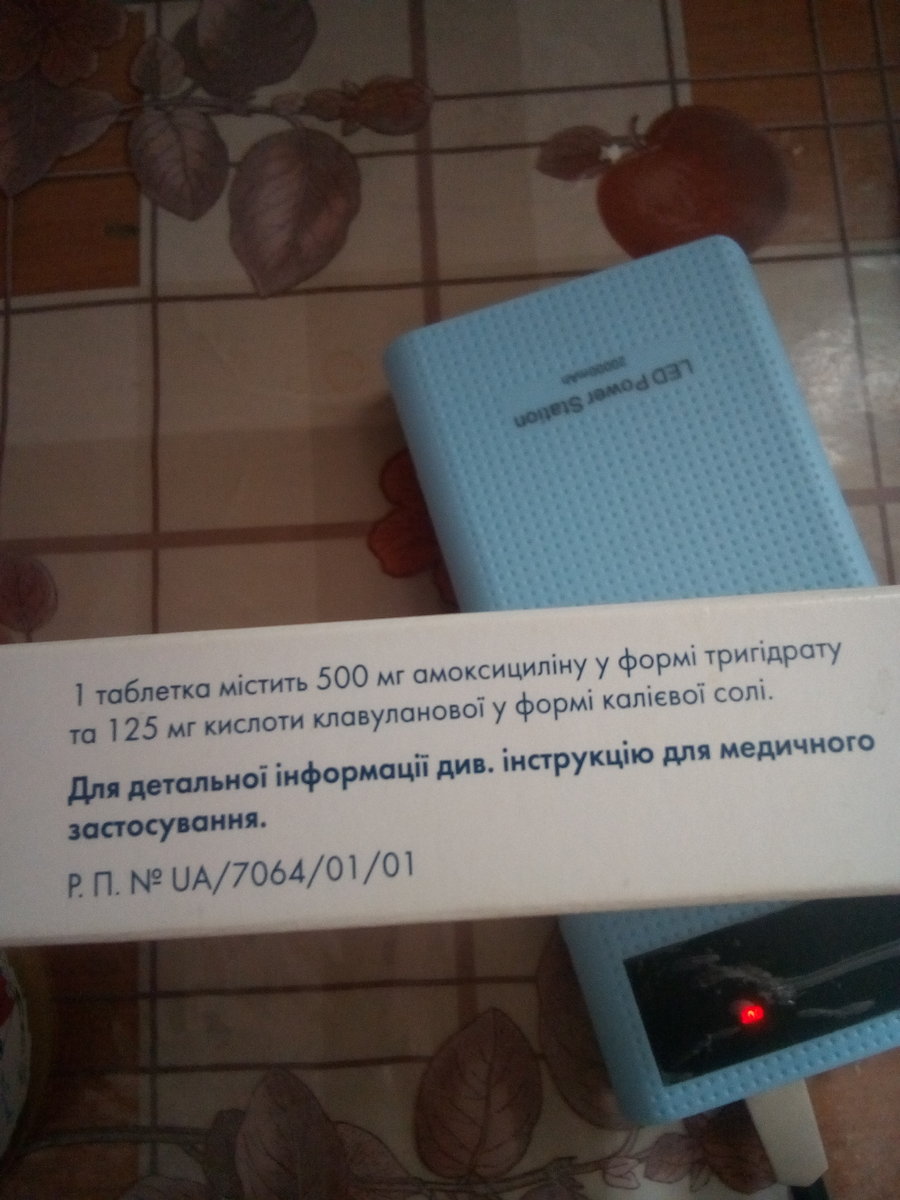 LED Power Station
20000mAh
1 таблетка містить 500 мг амоксициліну у формі тригідрату
та 125 мг кислоти клавуланової у формі калієвої солі.
Для детальної інформації див. інструкцію для медичного
застосування.
Р. П. № UA/7064/01/01